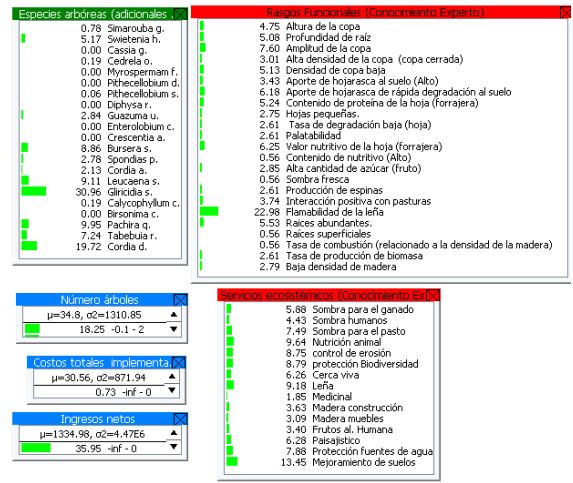 Especies arbóreas (adicionales
0.78 Simarouba g.
5.17 Swietenia h.
0.00 Cassia g.
0.19 Cedrela o.
0.00 Myrospermam f.
0.00 Pithecellobium d.
0.06 Pithecellobium s.
0.00 Diphysa r.
2.84 Guazuma u.
0.00 Enterolobium c.
0.00 Crescentia a.
8.86 Bursera s.
2.78 Spondias p.
2.13 Cordia a.
9.11 Leucaena s.
30.96 Gliricidia s.
0.19 Calycophyllum c.
0.00 Birsonima c.
9.95 Pachira q.
7.24 Tabebuia r.
19.72 Cordia d.
Rasgos Funcionales (Conocimiento Experto)
4.75 Altura de la copa
5.08 Profundidad de raíz
7.60 Amplitud de la copa
3.01 Alta densidad de la copa (copa cerrada)
5.13 Densidad de copa baja
3.43 Aporte de hojarasca al suelo (Alto)
6.18 Aporte de hojarasca de rápida degradación al suelo
5.24 Contenido de proteína de la hoja (forrajera)
2.75 Hojas pequeñas.
2.61 Tasa de degradación baja (hoja)
2.61 Palatabilidad
6.25 Valor nutritivo de la hoja (forrajera)
0.56 Contenido de nutritivo (Alto)
2.85 Alta cantidad de azúcar (fruto)
0.56 Sombra fresca
2.61 Producción de espinas
3.74 Interacción positiva con pasturas
22.98 Flamabilidad de la leña
5.53 Raices abundantes.
0.56 Raíces superficiales
0.56 Tasa de combustión (relacionado a la densidad de la madera)
2.61 Tasa de producción de biomasa
2.79 Baja densidad de madera
Número árboles
μ=34.8, σ2=1310.85
18.25 -0.1 - 2
Costos totales implementa.
μ=30.56, σ2=871.94
0.73 -inf - 0
Ingresos netos
μ=1334.98, σ2=4.47E6
35.95 -inf - 0
Servicios ecosistémicos (Conocimiento Ex
5.88 Sombra para el ganado
4.43 Sombra humanos
7.49 Sombra para el pasto
9.64 Nutrición animal
8.75 control de erosión
8.79 protección Biodiversidad
6.26 Cerca viva
9.18 Leña
1.85 Medicinal
3.63 Madera construcción
3.09 Madera muebles
3.40 Frutos al. Humana
6.28 Paisajistico
7.88 Protección fuentes de agua
13.45 Mejoramiento de suelos